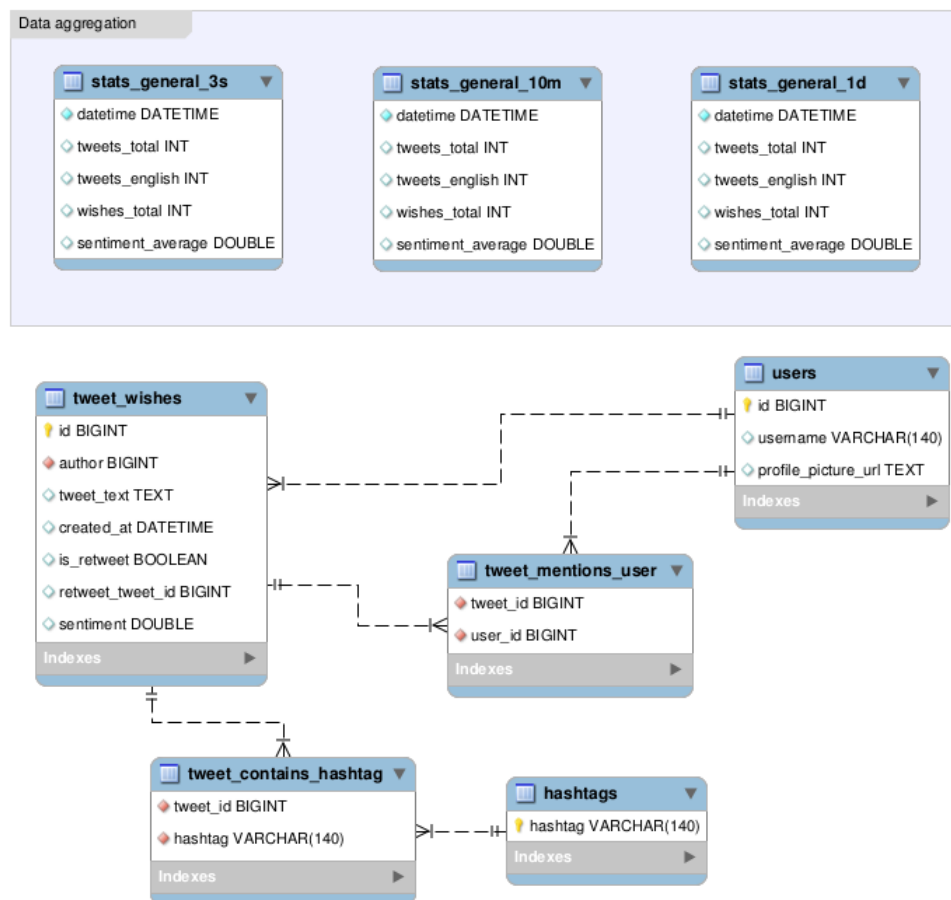 Data aggregation
stats_general_3s
datetime DATETIME
tweets_total INT
tweets_english INT
wishes_total INT
sentiment_average DOUBLE
stats_general_10m
datetime DATETIME
tweets_total INT
tweets_english INT
wishes_total INT
sentiment_average DOUBLE
stats_general_1d
datetime DATETIME
tweets_total INT
tweets_english INT
wishes_total INT
sentiment_average DOUBLE
tweet_wishes
id BIGINT
author BIGINT
tweet_text TEXT
created_at DATETIME
is_retweet BOOLEAN
retweet_tweet_id BIGINT
sentiment DOUBLE
Indexes
users
id BIGINT
username VARCHAR(140)
profile_picture_url TEXT
Indexes
tweet_mentions_user
tweet_id BIGINT
user_id BIGINT
Indexes
tweet_contains_hashtag
tweet_id BIGINT
hashtag VARCHAR(140)
Indexes
hashtags
hashtag VARCHAR(140)
Indexes